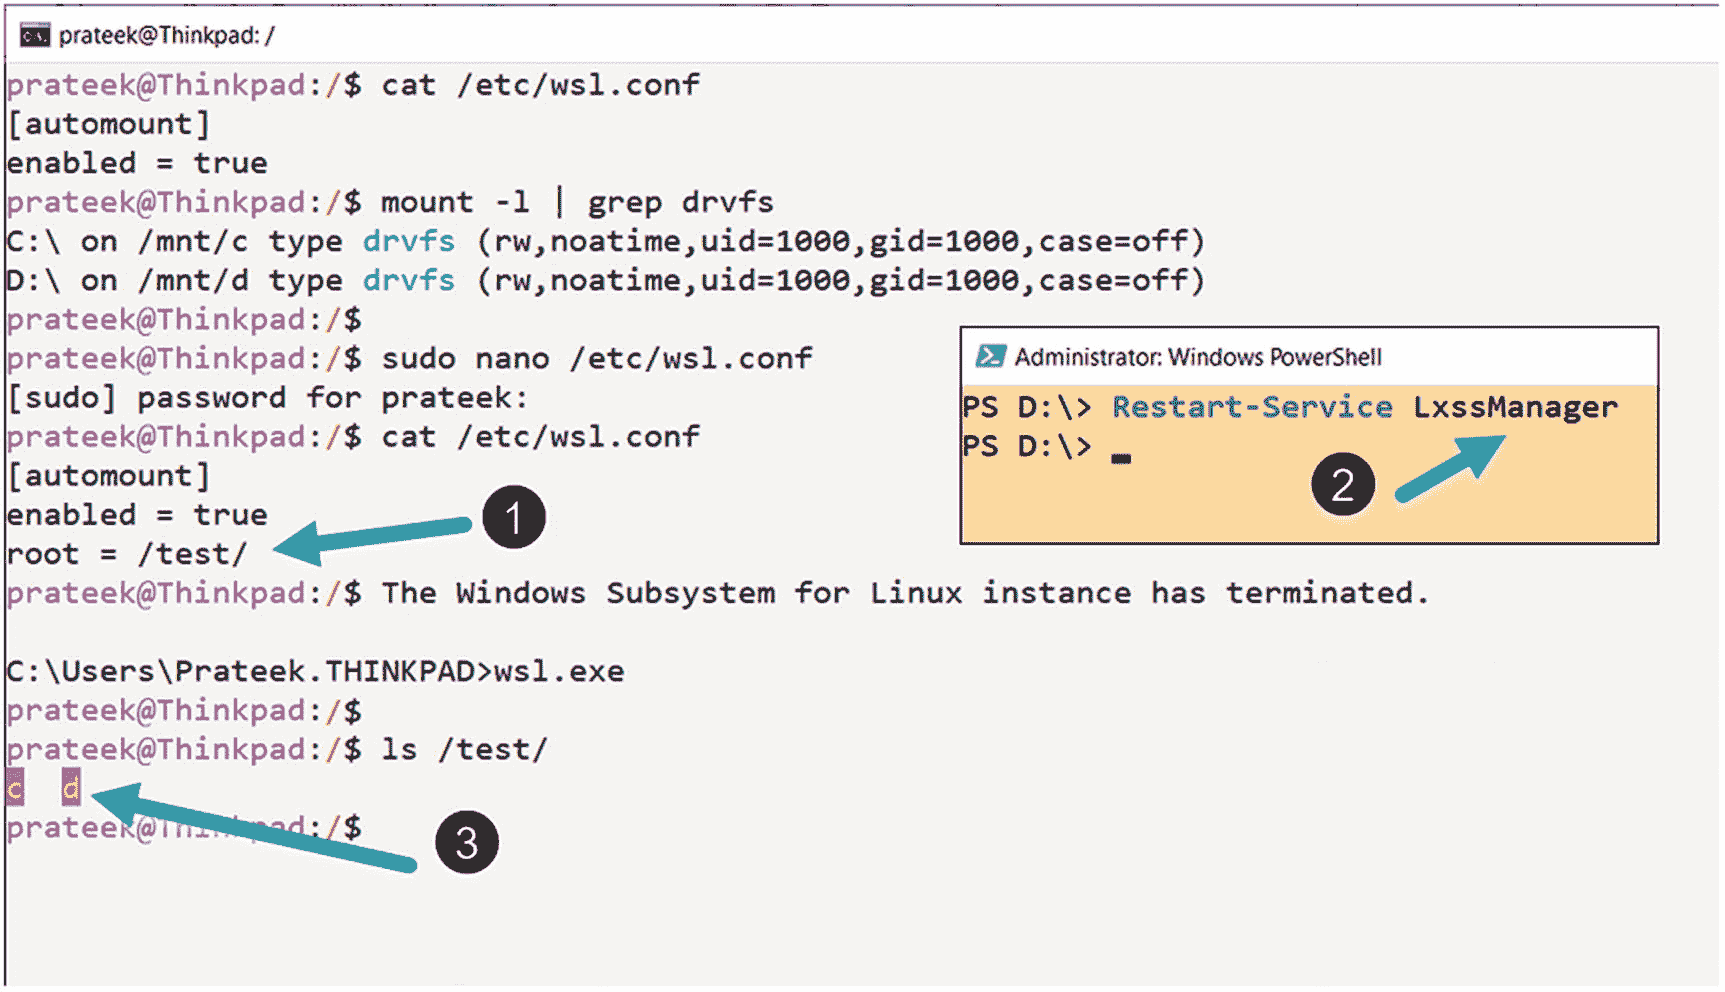 prateek@Thinkpad: /
prateek@Thinkpad:/$ cat /etc/wsl.conf
[automount]
enabled = true
prateek@Thinkpad:/$ mount -l | grep drvfs
C:\ on /mnt/c type drvfs (rw,noatime,uid=1000,gid=1000,case=off)
D:\ on /mnt/d type drvfs (rw,noatime,uid=1000,gid=1000,case=off)
prateek@Thinkpad:/$
prateek@Thinkpad:/$ sudo nano /etc/wsl.conf
[sudo] password for prateek:
prateek@Thinkpad:/$ cat /etc/wsl.conf
[automount]
enabled = true
root = /test/
1
prateek@Thinkpad:/$ The Windows Subsystem for Linux instance has terminated.
C:\Users\Prateek.THINKPAD>wsl.exe
prateek@Thinkpad:/$
prateek@Thinkpad:/$ ls /test/
c d
prateek@Thinkpad:/$
3
Administrator: Windows PowerShell
PS D:\> Restart-Service LxssManager
PS D:\> _
2